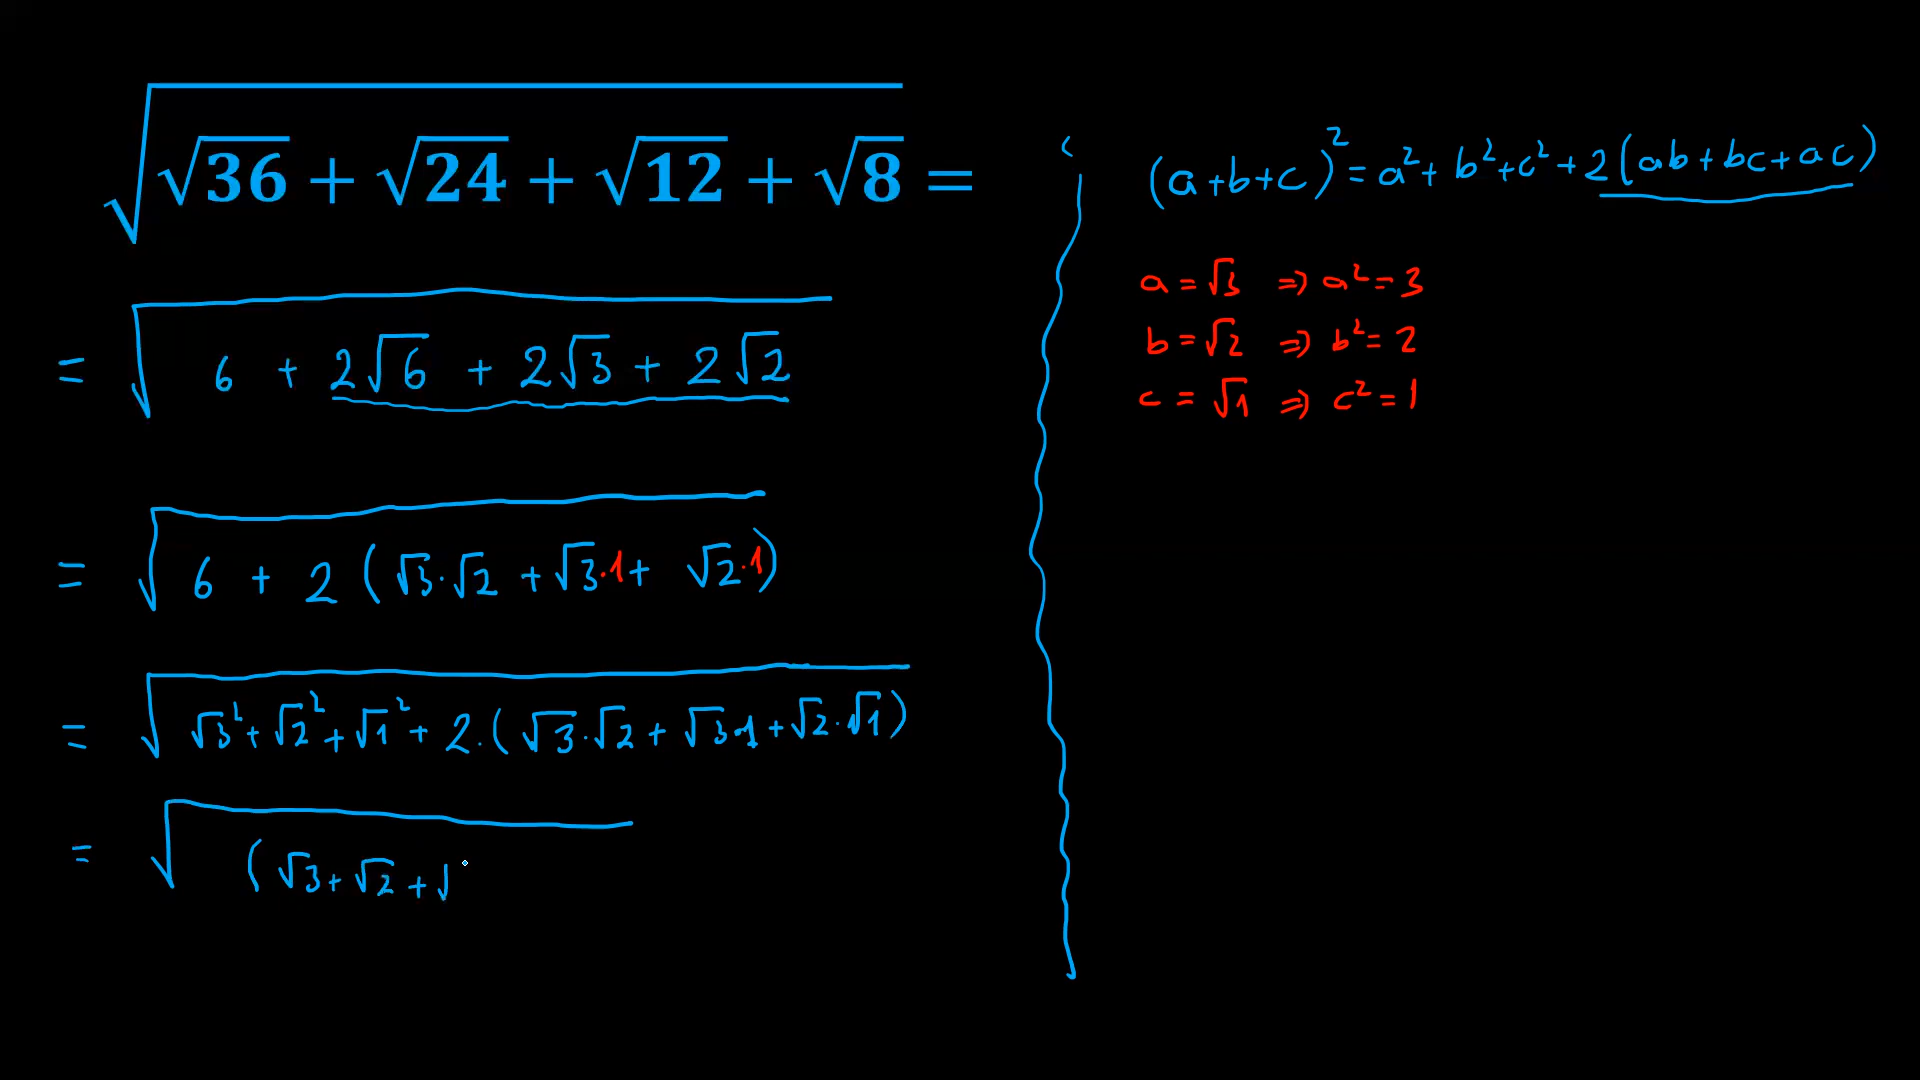 √(√36 + √24 + √12 + √8) =
= √(6 + 2√6 + 2√3 + 2√2)
= √(6 + 2(√3·√2 + √3·1 + √2·1))
= √(√3² + √2² + √1² + 2·(√3·√2 + √3·1 + √2·√1))
= √((√3 + √2 + √
(a+b+c)² = a² + b² + c² + 2(ab + bc + ac)
a = √3 ⇒ a² = 3
b = √2 ⇒ b² = 2
c = √1 ⇒ c² = 1